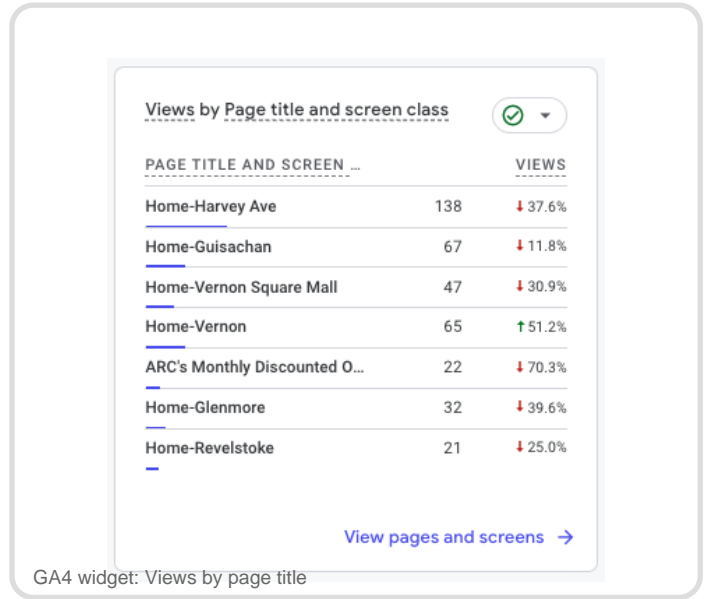 Views by Page title and screen class
PAGE TITLE AND SCREEN ... VIEWS
Home-Harvey Ave 138 ↓ 37.6%
Home-Guisachan 67 ↓ 11.8%
Home-Vernon Square Mall 47 ↓ 30.9%
Home-Vernon 65 ↑ 51.2%
ARC's Monthly Discounted O... 22 ↓ 70.3%
Home-Glenmore 32 ↓ 39.6%
Home-Revelstoke 21 ↓ 25.0%
View pages and screens →
GA4 widget: Views by page title